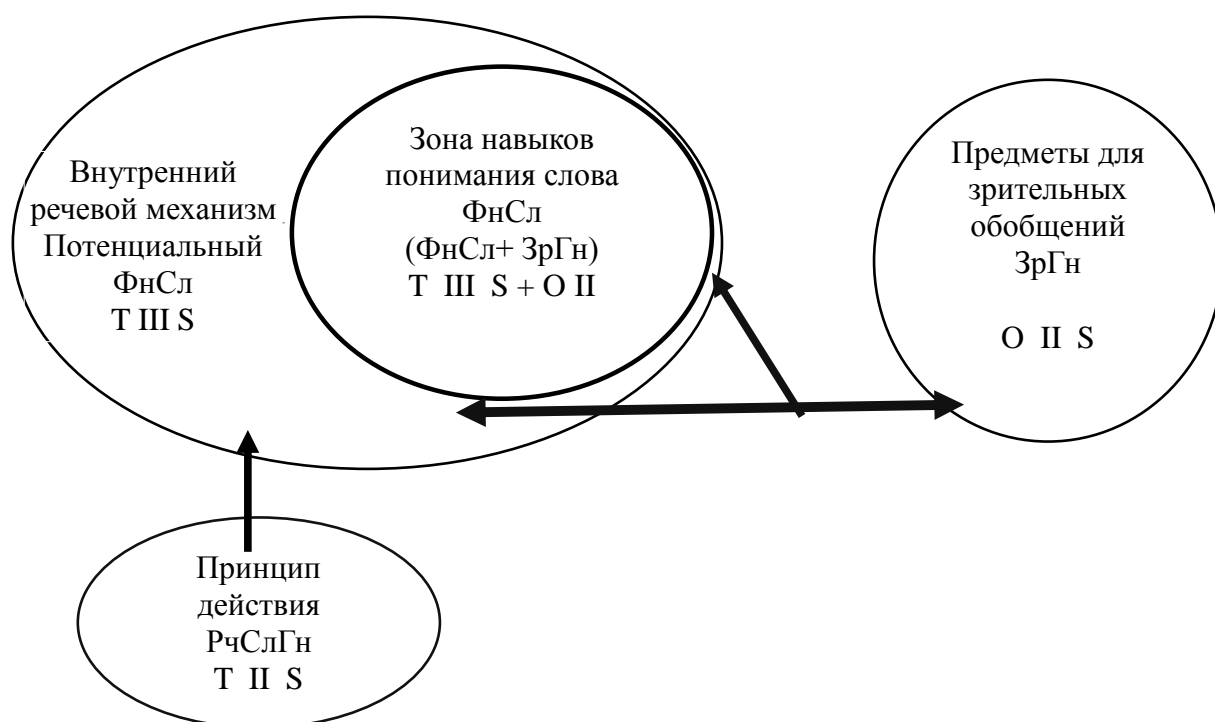 Внутренний
речевой механизм
Потенциальный
ФнСл
Т III S
Зона навыков
понимания слова
ФнСл
(ФнСл+ ЗрГн)
Т III S + О II
Предметы для
зрительных
обобщений
ЗрГн
О II S
Принцип
действия
РчСлГн
Т II S